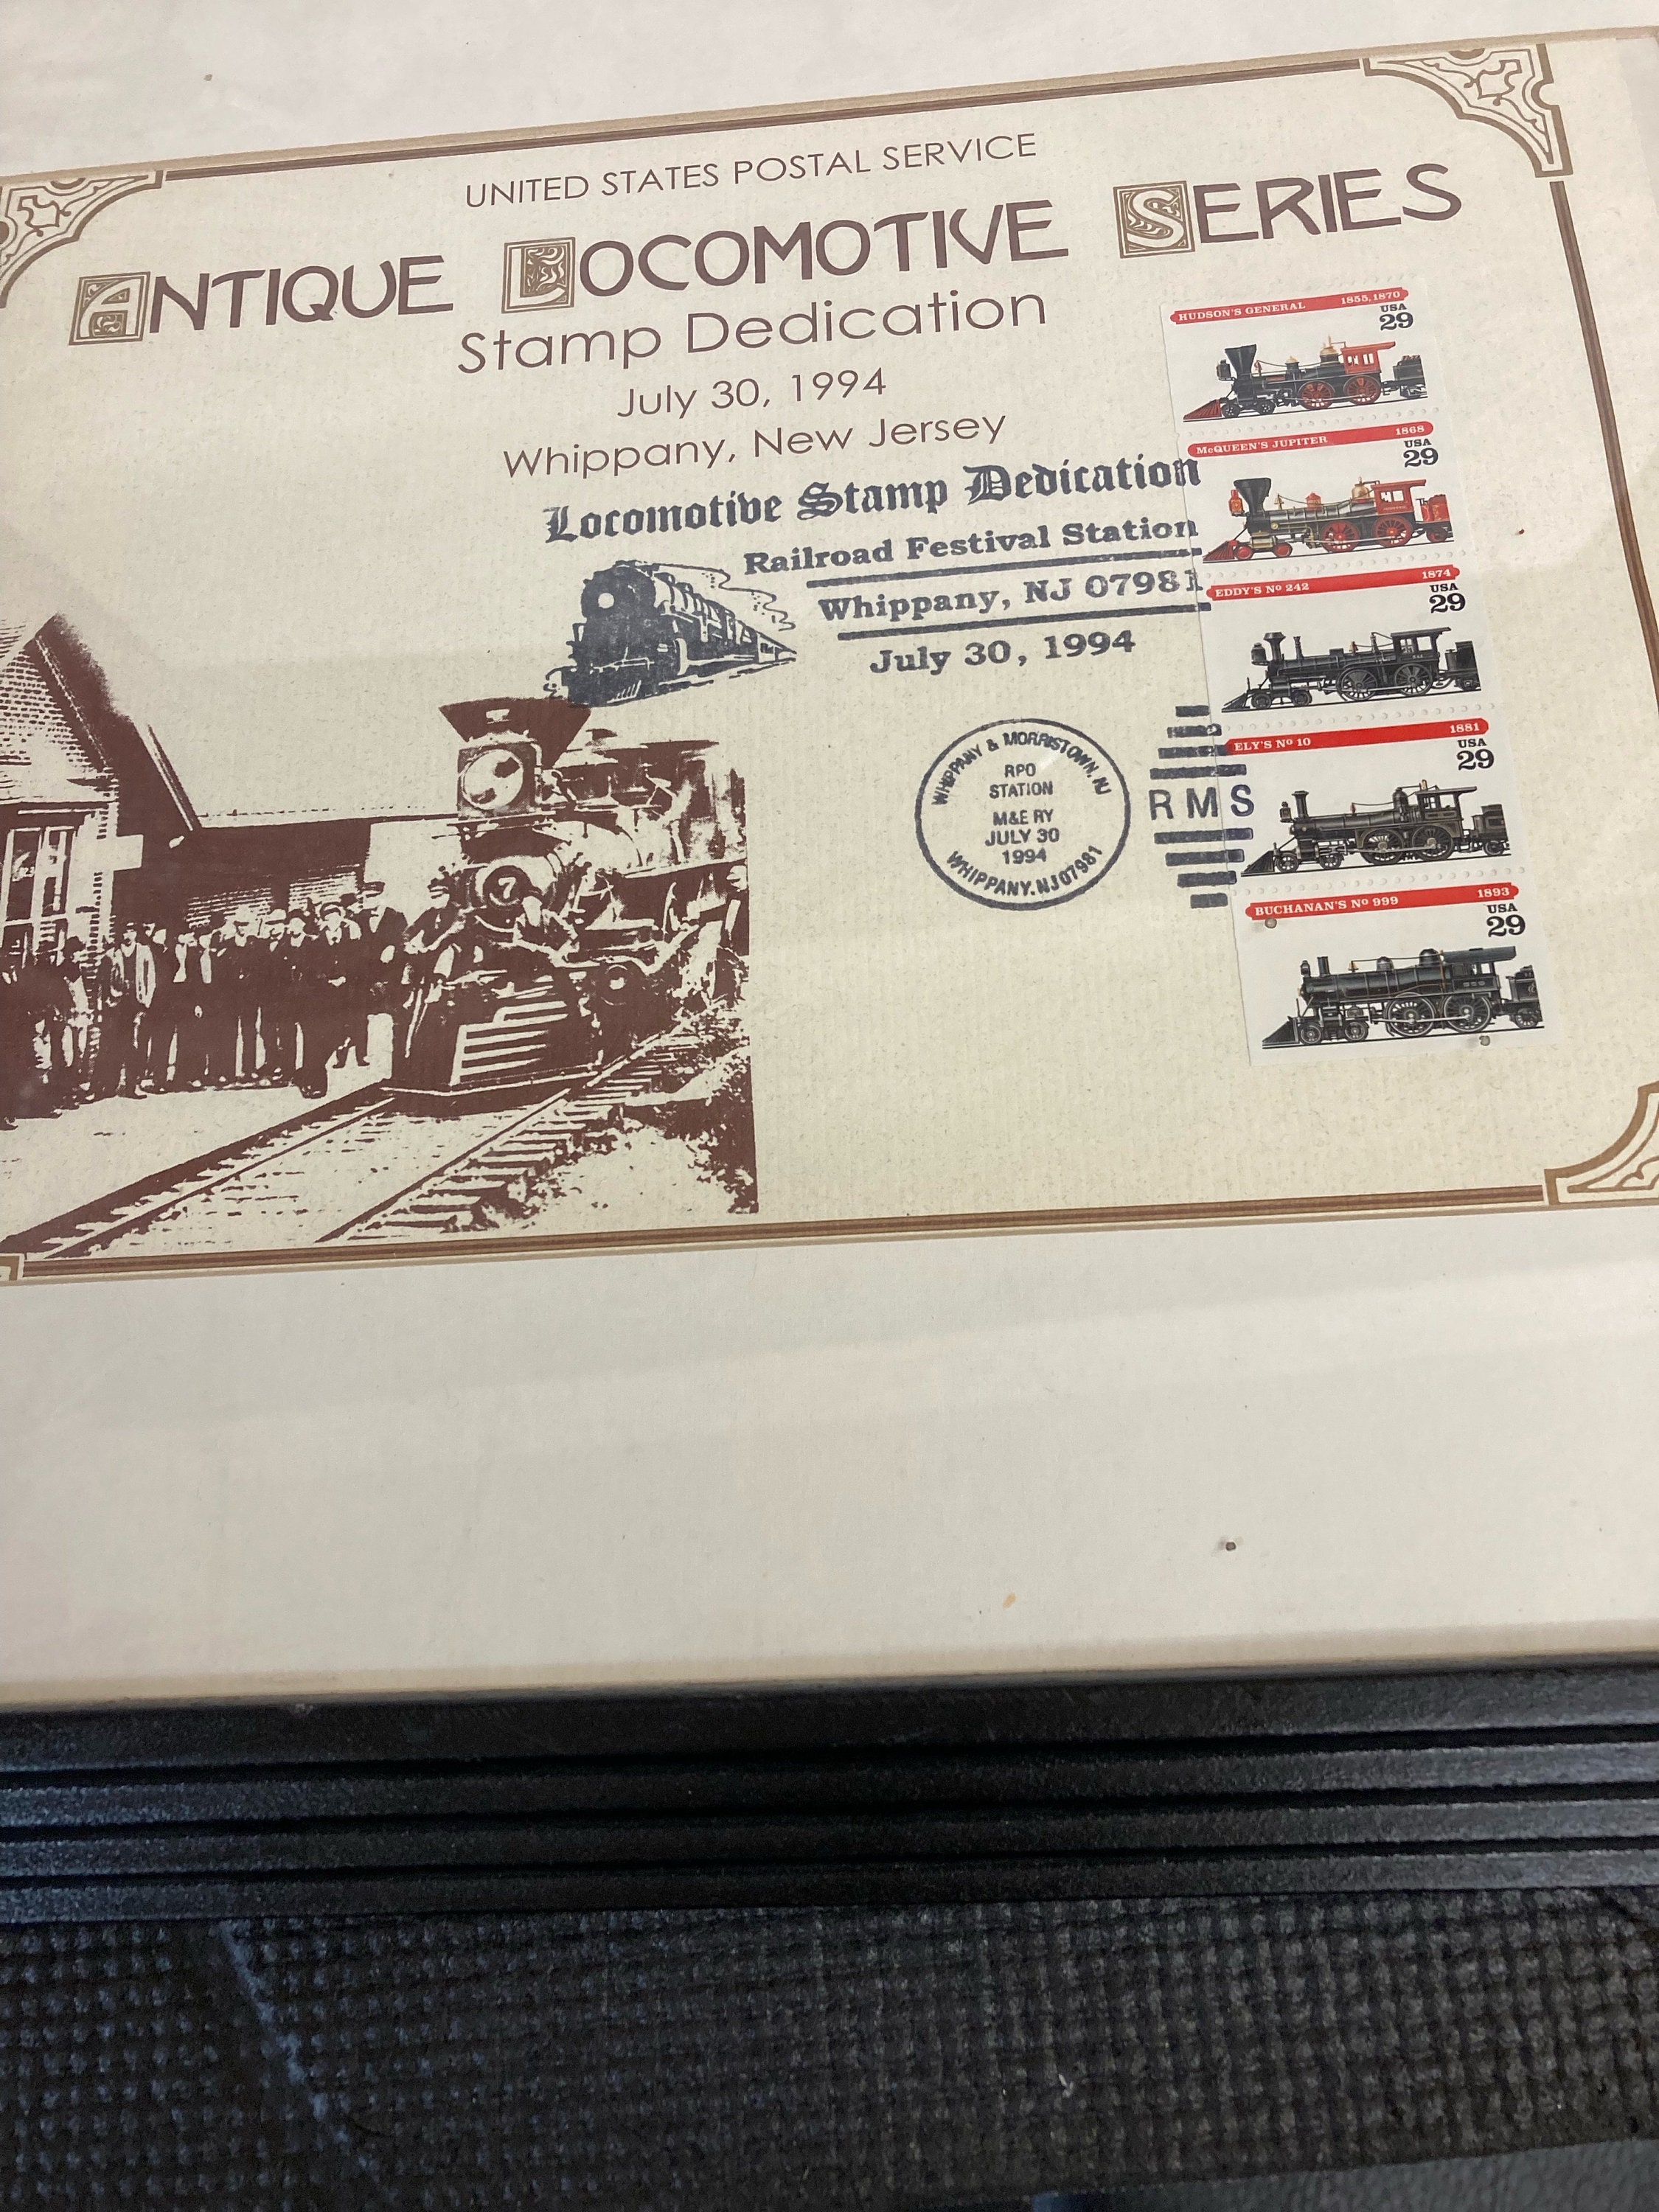 UNITED STATES POSTAL SERVICE
ANTIQUE LOCOMOTIVE SERIES
Stamp Dedication
July 30, 1994
Whippany, New Jersey
Locomotive Stamp Dedication
Railroad Festival Station
Whippany, NJ 07981
July 30, 1994
WHIPPANY & MORRISTOWN, NJ
RPO
STATION
M&E RY
JULY 30
1994
WHIPPANY, NJ 07981
RMS
HUDSON'S GENERAL 1855, 1870
USA
29
McQUEEN'S JUPITER 1868
USA
29
EDDY'S Nº 242 1874
USA
29
ELY'S Nº 10 1881
USA
29
BUCHANAN'S Nº 999 1893
USA
29
7